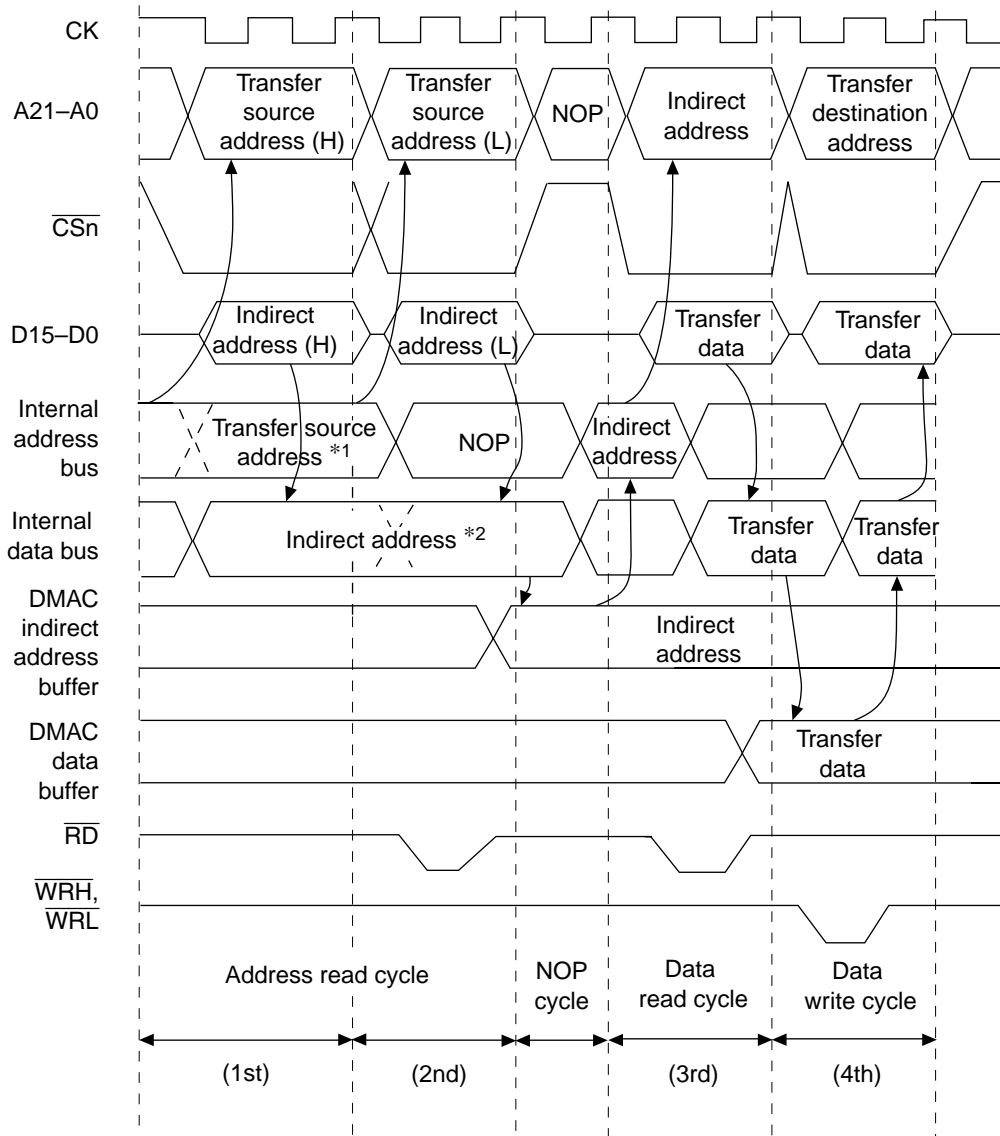 CK
A21–A0
Transfer
source
address (H)
Transfer
source
address (L)
NOP
Indirect
address
Transfer
destination
address
CSn
D15–D0
Indirect
address (H)
Indirect
address (L)
Transfer
data
Transfer
data
Internal
address
bus
Transfer source
address *1
NOP
Indirect
address
Internal
data bus
Indirect address *2
Transfer
data
Transfer
data
DMAC
indirect
address
buffer
Indirect
address
DMAC
data
buffer
Transfer
data
RD
WRH,
WRL
Address read cycle
NOP
cycle
Data
read cycle
Data
write cycle
(1st)
(2nd)
(3rd)
(4th)